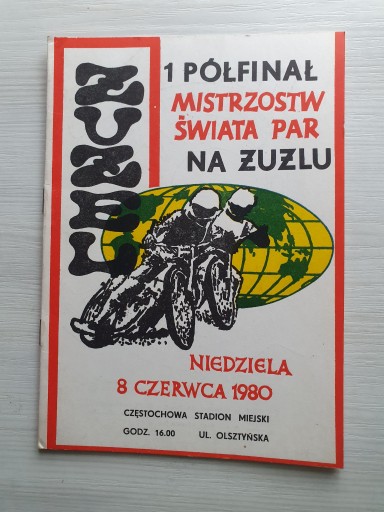 ŻUŻEL
1 PÓŁFINAŁ
MISTRZOSTW
ŚWIATA PAR
NA ŻUŻLU
NIEDZIELA
8 CZERWCA 1980
CZĘSTOCHOWA STADION MIEJSKI
GODZ. 16.00 UL. OLSZTYŃSKA